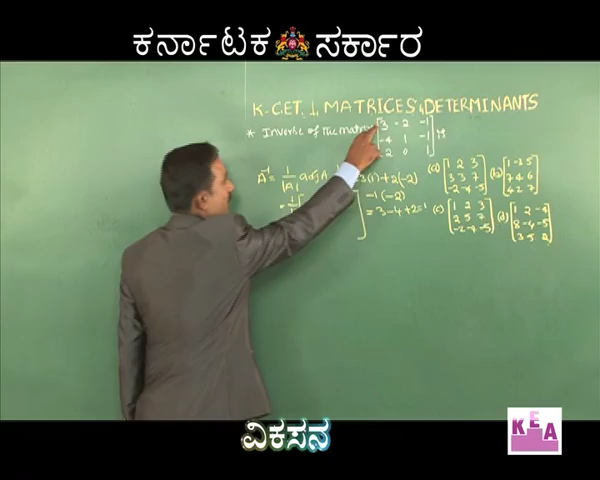 ಕರ್ನಾಟಕ ಸರ್ಕಾರ
K-CET. 1. MATRICES & DETERMINANTS
* Inverse of The matrix [3 -2 -1
-4 1 -1
2 0 1] is
A⁻¹ = 1/|A| adj A
3(1)+2(-2)
-1(-2)
= 3-4+2=1
(a) [1 2 3
3 3 7
-2 -4 -5]
(b) [1 -3 5
7 4 6
4 2 7]
(c) [1 2 3
2 5 7
-2 -4 -5]
(d) [1 2 -4
8 -4 -5
3 5 2]
ವಿಕಸನ
KEA